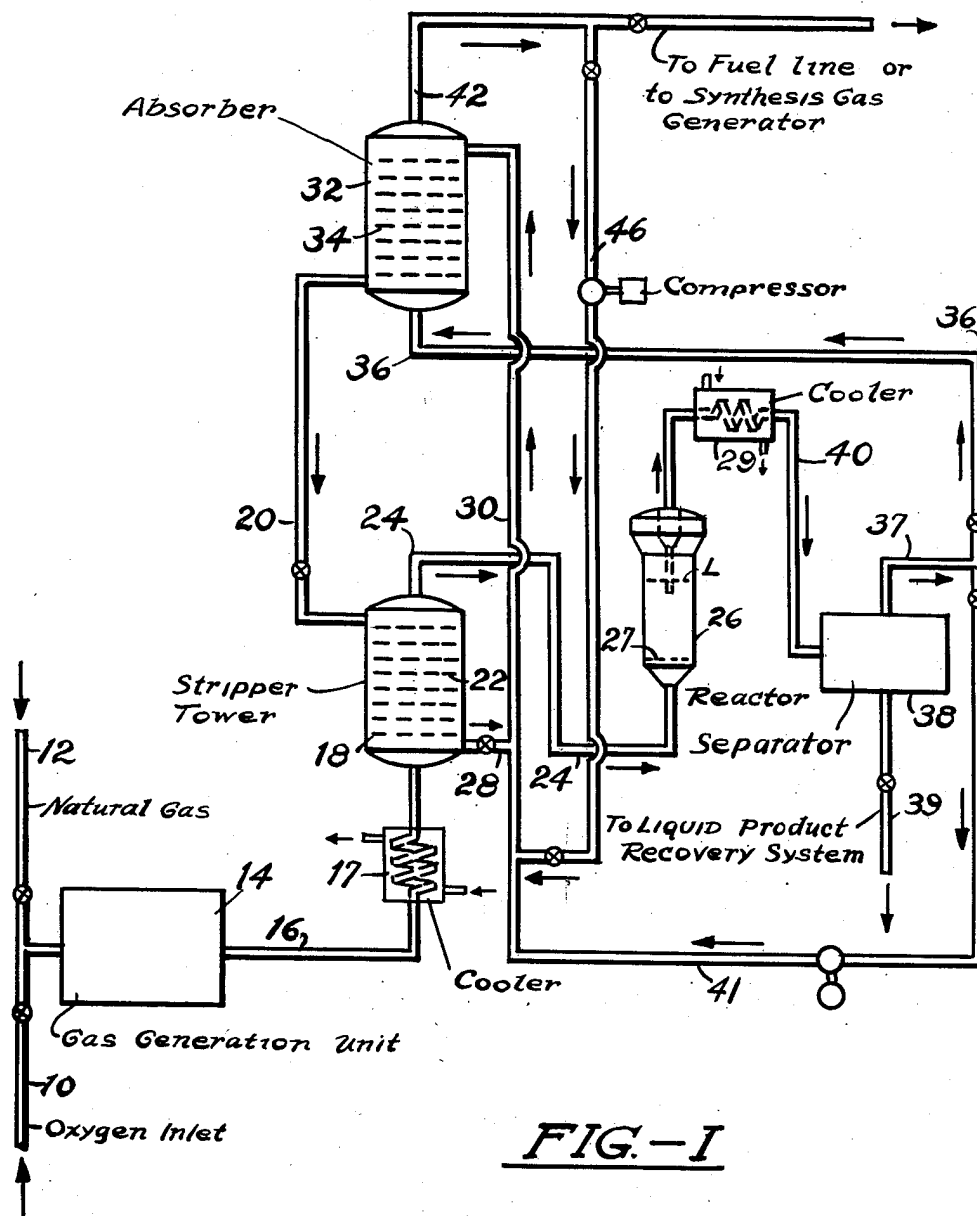 To Fuel line or
to Synthesis Gas
Generator
42
Absorber
32
34
46
Compressor
36
36
Cooler
29
40
20
24
30
37
L
26
27
Reactor
Stripper
Tower
22
18
38
Separator
28
24
12
Natural Gas
To Liquid Product
Recovery System
39
17
14
16
Cooler
41
Gas Generation Unit
10
Oxygen Inlet
FIG.-I